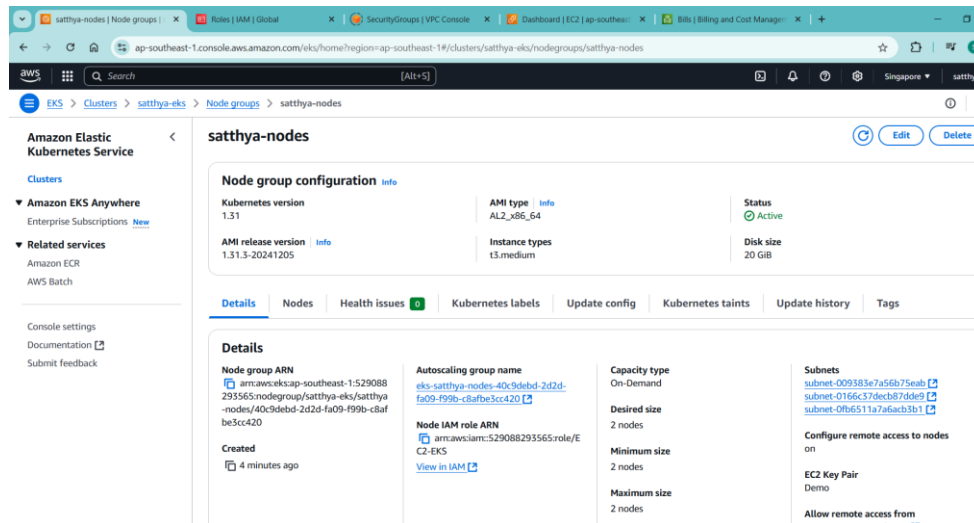 satthya-nodes | Node groups |
Roles | IAM | Global
SecurityGroups | VPC Console
Dashboard | EC2 | ap-southeast
Bills | Billing and Cost Managem
ap-southeast-1.console.aws.amazon.com/eks/home?region=ap-southeast-1#/clusters/satthya-eks/nodegroups/satthya-nodes
aws
Search
[Alt+S]
Singapore
satthy
EKS > Clusters > satthya-eks > Node groups > satthya-nodes
Amazon Elastic
Kubernetes Service
Clusters
Amazon EKS Anywhere
Enterprise Subscriptions New
Related services
Amazon ECR
AWS Batch
Console settings
Documentation
Submit feedback
satthya-nodes
Edit
Delete
Node group configuration Info
Kubernetes version
1.31
AMI type | Info
AL2_x86_64
Status
Active
AMI release version | Info
1.31.3-20241205
Instance types
t3.medium
Disk size
20 GiB
Details
Nodes
Health issues 0
Kubernetes labels
Update config
Kubernetes taints
Update history
Tags
Details
Node group ARN
arn:aws:eks:ap-southeast-1:529088
293565:nodegroup/satthya-eks/satthya
-nodes/40c9debd-2d2d-fa09-f99b-c8af
be3cc420
Created
4 minutes ago
Autoscaling group name
eks-satthya-nodes-40c9debd-2d2d-
fa09-f99b-c8afbe3cc420
Node IAM role ARN
arn:aws:iam::529088293565:role/E
C2-EKS
View in IAM
Capacity type
On-Demand
Desired size
2 nodes
Minimum size
2 nodes
Maximum size
2 nodes
Subnets
subnet-009383e7a56b75eab
subnet-0166c37decb87dde9
subnet-0fb6511a7a6acb3b1
Configure remote access to nodes
on
EC2 Key Pair
Demo
Allow remote access from